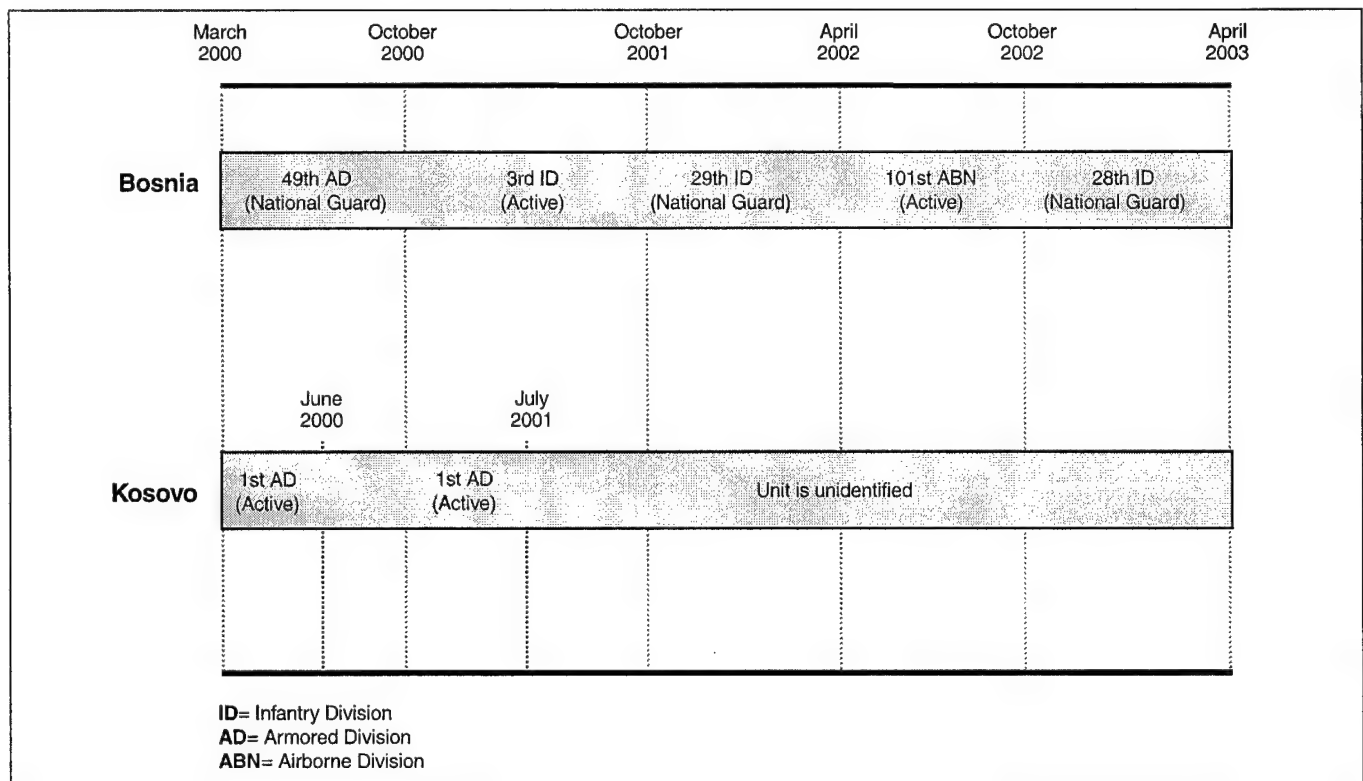 March 2000
October 2000
October 2001
April 2002
October 2002
April 2003
Bosnia
49th AD
(National Guard)
3rd ID
(Active)
29th ID
(National Guard)
101st ABN
(Active)
28th ID
(National Guard)
June 2000
July 2001
Kosovo
1st AD
(Active)
1st AD
(Active)
Unit is unidentified
ID= Infantry Division
AD= Armored Division
ABN= Airborne Division